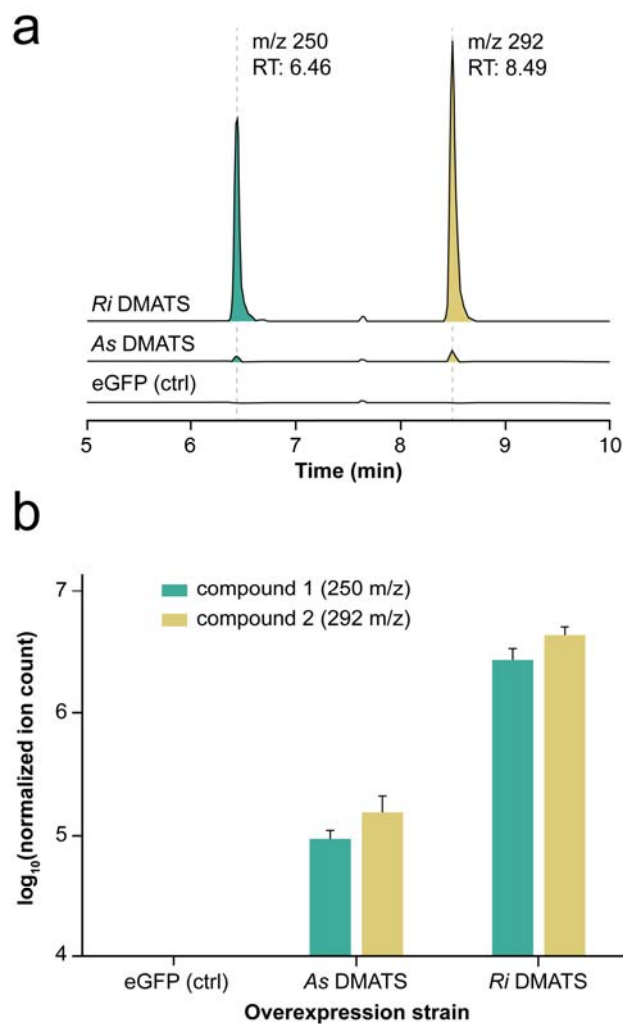 a
m/z 250
RT: 6.46
m/z 292
RT: 8.49
Ri DMATS
As DMATS
eGFP (ctrl)
5 6 7 8 9 10
Time (min)
b
7
6
5
4
log₁₀(normalized ion count)
compound 1 (250 m/z)
compound 2 (292 m/z)
eGFP (ctrl) As DMATS Ri DMATS
Overexpression strain